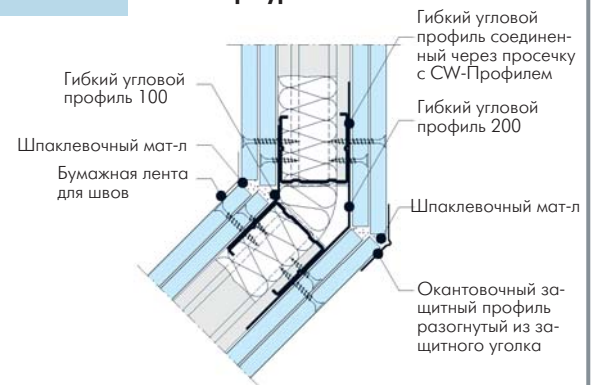 Гибкий угловой
профиль 100
Шпаклевочный мат-л
Бумажная лента
для швов
Гибкий угловой
профиль соединен-
ный через просечку
с CW-Профилем
Гибкий угловой
профиль 200
Шпаклевочный мат-л
Окантовочный за-
щитный профиль
разогнутый из за-
щитного уголка